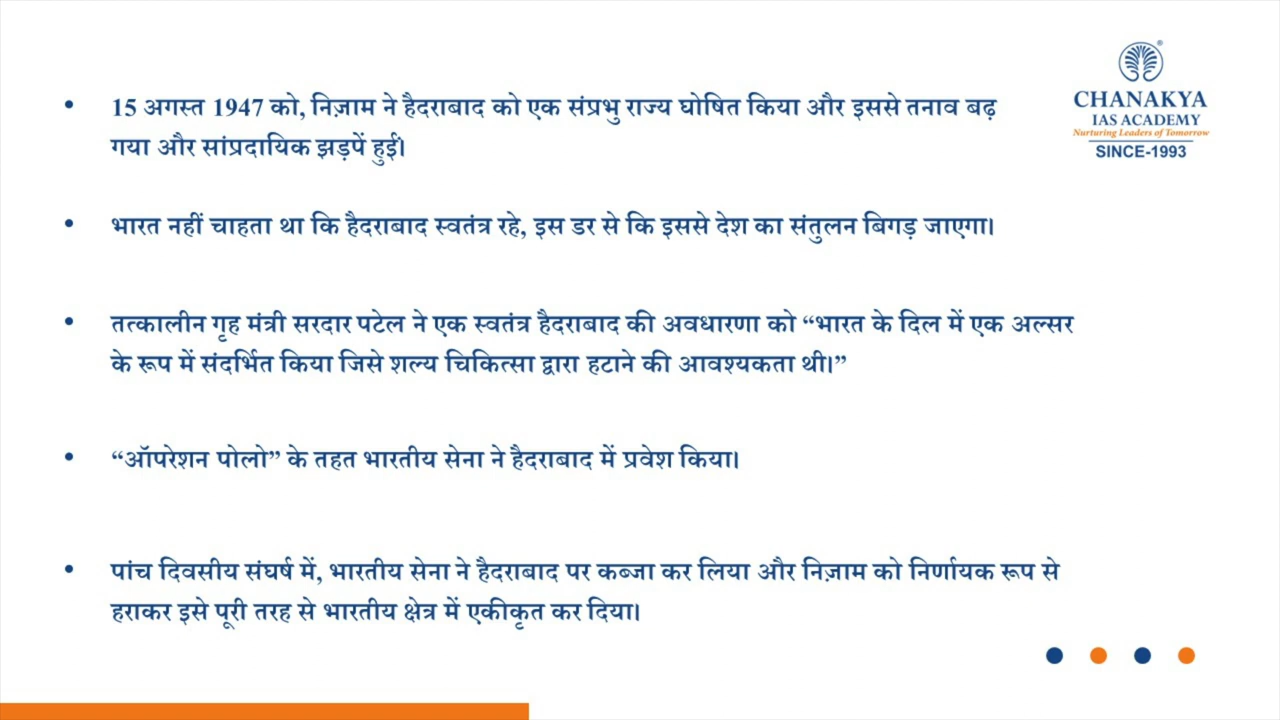 • 15 अगस्त 1947 को, निज़ाम ने हैदराबाद को एक संप्रभु राज्य घोषित किया और इससे तनाव बढ़
गया और सांप्रदायिक झड़पें हुईं।
• भारत नहीं चाहता था कि हैदराबाद स्वतंत्र रहे, इस डर से कि इससे देश का संतुलन बिगड़ जाएगा।
• तत्कालीन गृह मंत्री सरदार पटेल ने एक स्वतंत्र हैदराबाद की अवधारणा को “भारत के दिल में एक अल्सर
के रूप में संदर्भित किया जिसे शल्य चिकित्सा द्वारा हटाने की आवश्यकता थी।”
• “ऑपरेशन पोलो” के तहत भारतीय सेना ने हैदराबाद में प्रवेश किया।
• पांच दिवसीय संघर्ष में, भारतीय सेना ने हैदराबाद पर कब्जा कर लिया और निज़ाम को निर्णायक रूप से
हराकर इसे पूरी तरह से भारतीय क्षेत्र में एकीकृत कर दिया।
®
CHANAKYA
IAS ACADEMY
Nurturing Leaders of Tomorrow
SINCE-1993